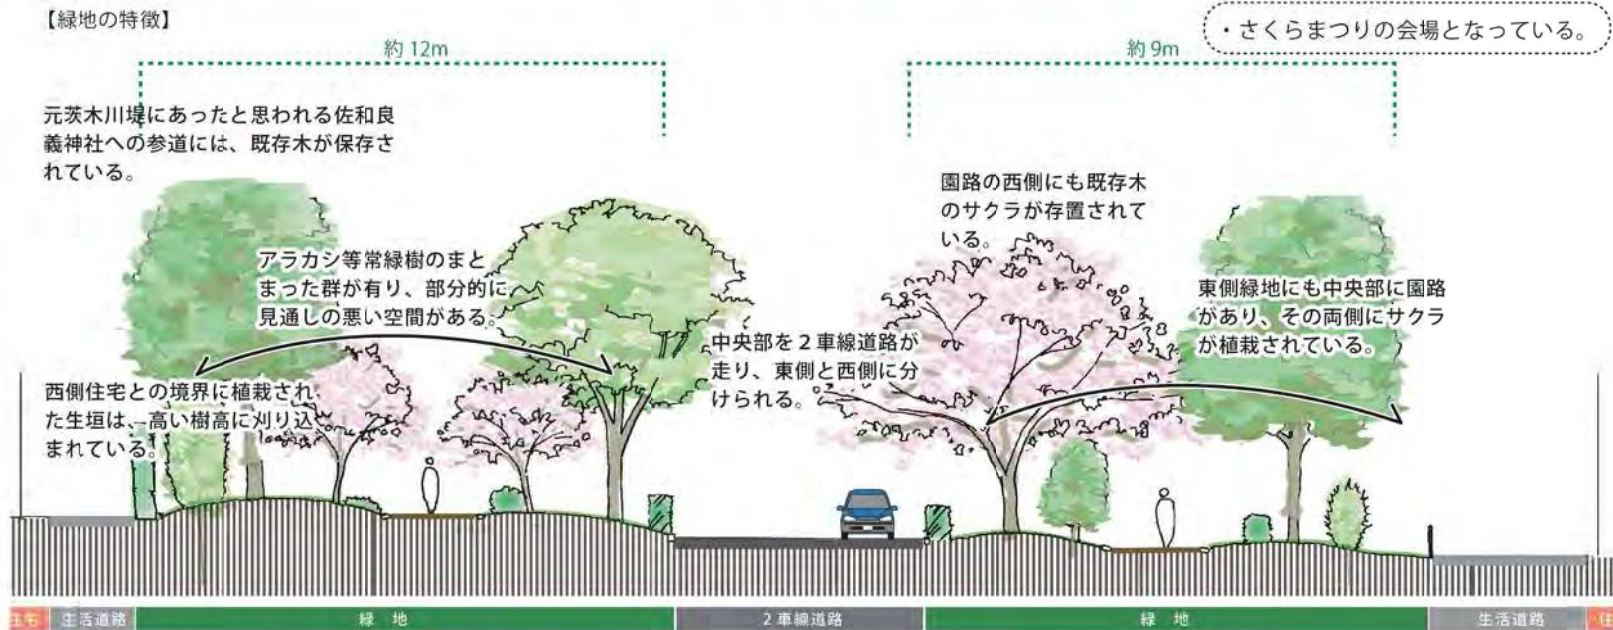 【緑地の特徴】
・さくらまつりの会場となっている。
約12m
約9m
元茨木川堤にあったと思われる佐和良
義神社への参道には、既存木が保存さ
れている。
園路の西側にも既存木
のサクラが存置されて
いる。
アラカシ等常緑樹のまと
まった群が有り、部分的に
見通しの悪い空間がある。
東側緑地にも中央部に園路
があり、その両側にサクラ
が植栽されている。
中央部を2車線道路が
走り、東側と西側に分
けられる。
西側住宅との境界に植栽され
た生垣は、高い樹高に刈り込
まれている。
住宅
生活道路
緑 地
2車線道路
緑 地
生活道路
住